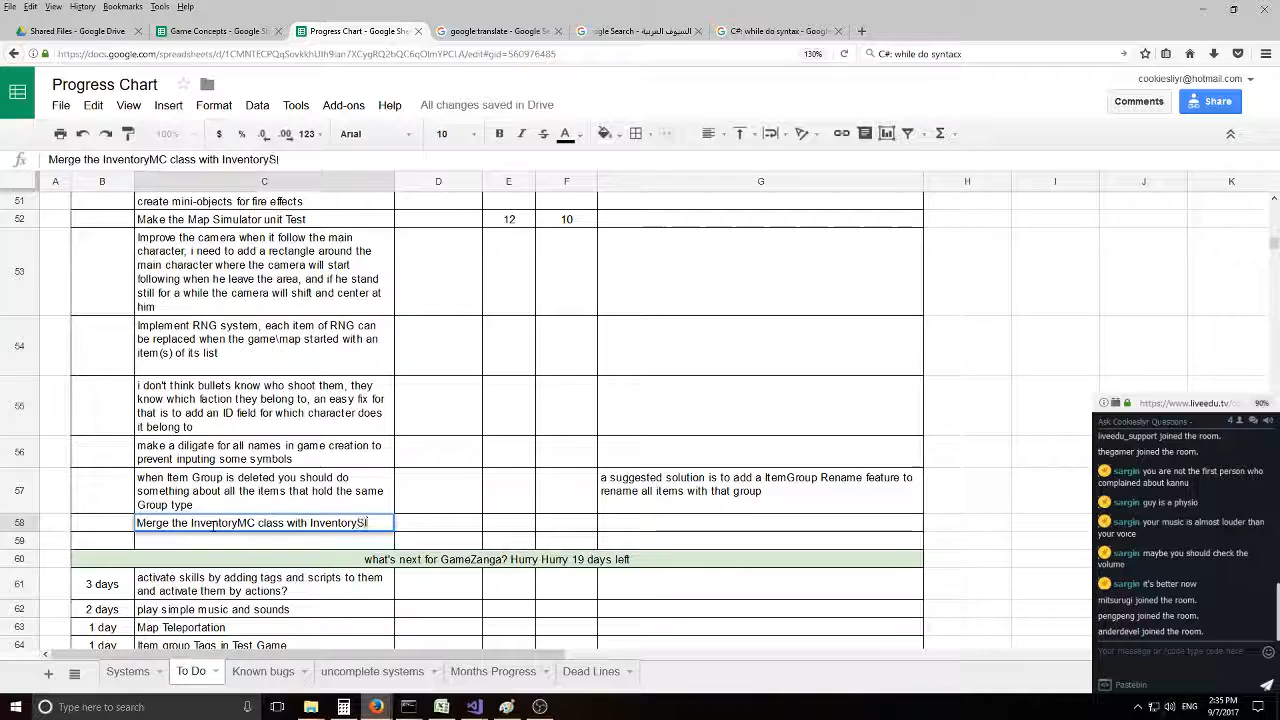 File Edit View History Bookmarks Tools Help
Shared Files - Google Drive
Game Concepts - Google S
Progress Chart - Google She
google translate - Google S
السيوف العربية - Google Search
C#: while do syntax - Googl
https://docs.google.com/spreadsheets/d/
/edit#gid=560976485
130%
C#: while do syntax
Progress Chart
cookiesliyr@hotmail.com
File Edit View Insert Format Data Tools Add-ons Help All changes saved in Drive
Comments
Share
100% $ % .0 .00 123 Arial 10 B I S A
fx Merge the InventoryMC class with InventorySl
A B C D E F G H I J K
51 create mini-objects for fire effects
52 Make the Map Simulator unit Test 12 10
53 Improve the camera when it follow the main
character, i need to add a rectangle around the
main character where the camera will start
following when he leave the area, and if he stand
still for a while the camera will shift and center at
him
54 Implement RNG system, each item of RNG can
be replaced when the game\map started with an
item(s) of its list
55 i don't think bullets know who shoot them, they
know which faction they belong to, an easy fix for
that is to add an ID field for which character does
it belong to
56 make a diligate for all names in game creation to
prevent inputing some symbols
57 when Item Group is deleted you should do
something about all the items that hold the same
Group type
a suggested solution is to add a ItemGroup Rename feature to
rename all items with that group
58 Merge the InventoryMC class with InventorySl
59
60 what's next for GameZanga? Hurry Hurry 19 days left
61 3 days activate skills by adding tags and scripts to them
and activate them by actions?
62 2 days play simple music and sounds
63 1 day Map Teleportation
64 1 day Item group Tags in Test Game
Systems To Do Known bugs uncomplete systems Months Progress Dead Lines
https://www.liveedu.tv/co 90%
Ask Cookiesliyr Questions - 4
liveedu_support joined the room.
thegamer joined the room.
sargin you are not the first person who
complained about kannu
sargin guy is a physio
sargin your music is almost louder than
your voice
sargin maybe you should check the
volume
sargin it's better now
mitsurugi joined the room.
pengpeng joined the room.
anderdevel joined the room.
Your message or /code type code here
Pastebin
Type here to search
ENG
2:35 PM
9/7/2017